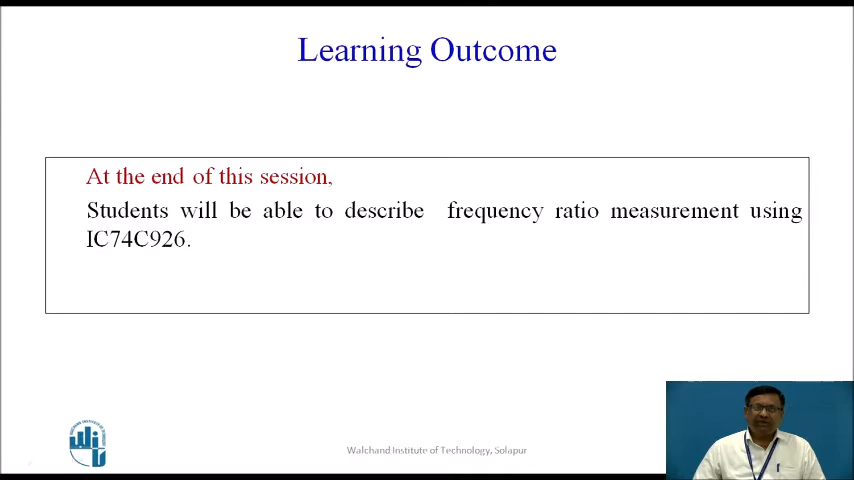 Learning Outcome
At the end of this session,
Students will be able to describe frequency ratio measurement using
IC74C926.
Walchand Institute of Technology, Solapur